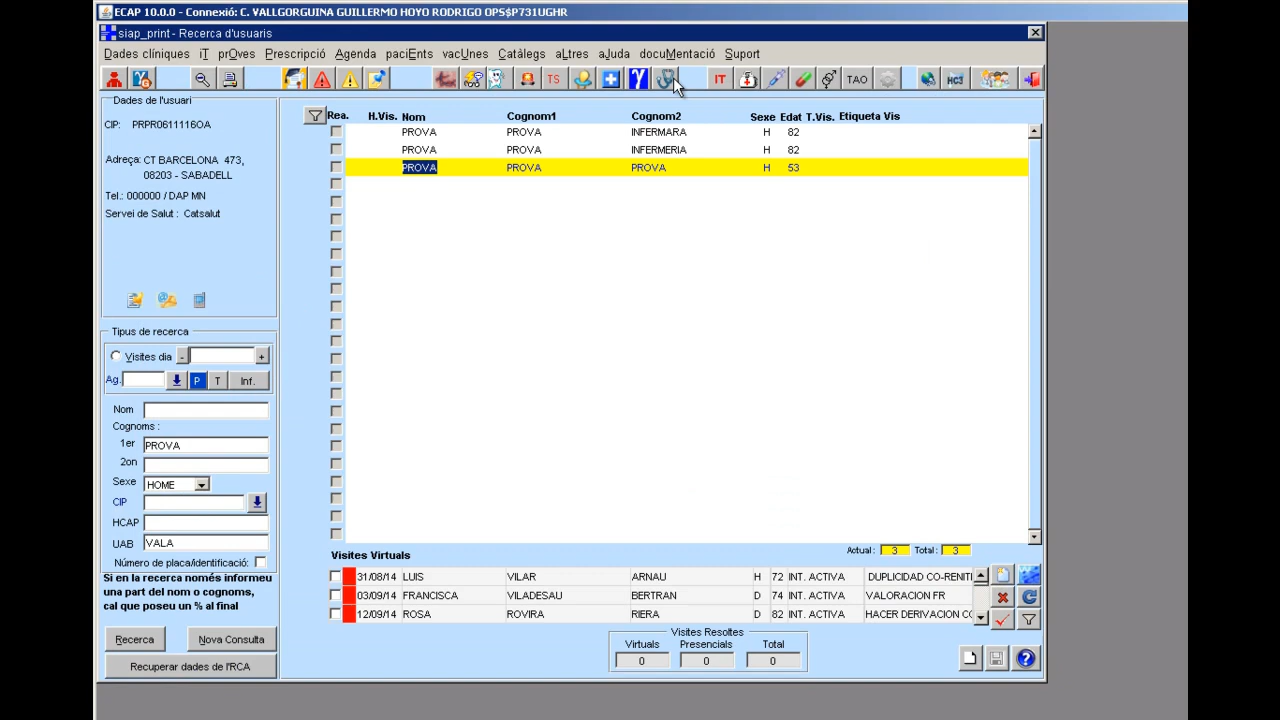 ECAP 10.0.0 - Connexió: C. VALLGORGUINA GUILLERMO HOYO RODRIGO OPS$P731UGHR
siap_print - Recerca d'usuaris
Dades clíniques iT prOves Prescripció Agenda paciEnts vacUnes Catàlegs aLtres aJuda docuMentació Suport
TS γ IT TAO HC3
Dades de l'usuari
CIP: PRPR0611116OA
Adreça: CT BARCELONA 473,
08203 - SABADELL
Tel.: 000000 / DAP MN
Servei de Salut : Catsalut
Rea. H.Vis. Nom Cognom1 Cognom2 Sexe Edat T.Vis. Etiqueta Vis
PROVA PROVA INFERMARA H 82
PROVA PROVA INFERMERIA H 82
PROVA PROVA PROVA H 53
Tipus de recerca
Visites dia - +
Ag. P T Inf.
Nom
Cognoms :
1er PROVA
2on
Sexe HOME
CIP
HCAP
UAB VALA
Número de placa/identificació:
Si en la recerca només informeu
una part del nom o cognoms,
cal que poseu un % al final
Recerca Nova Consulta
Recuperar dades de l'RCA
Actual : 3 Total : 3
Visites Virtuals
31/08/14 LUIS VILAR ARNAU H 72 INT. ACTIVA DUPLICIDAD CO-RENITE
03/09/14 FRANCISCA VILADESAU BERTRAN D 74 INT. ACTIVA VALORACION FR
12/09/14 ROSA ROVIRA RIERA D 82 INT. ACTIVA HACER DERIVACION CO
Visites Resoltes
Virtuals Presencials Total
0 0 0
?